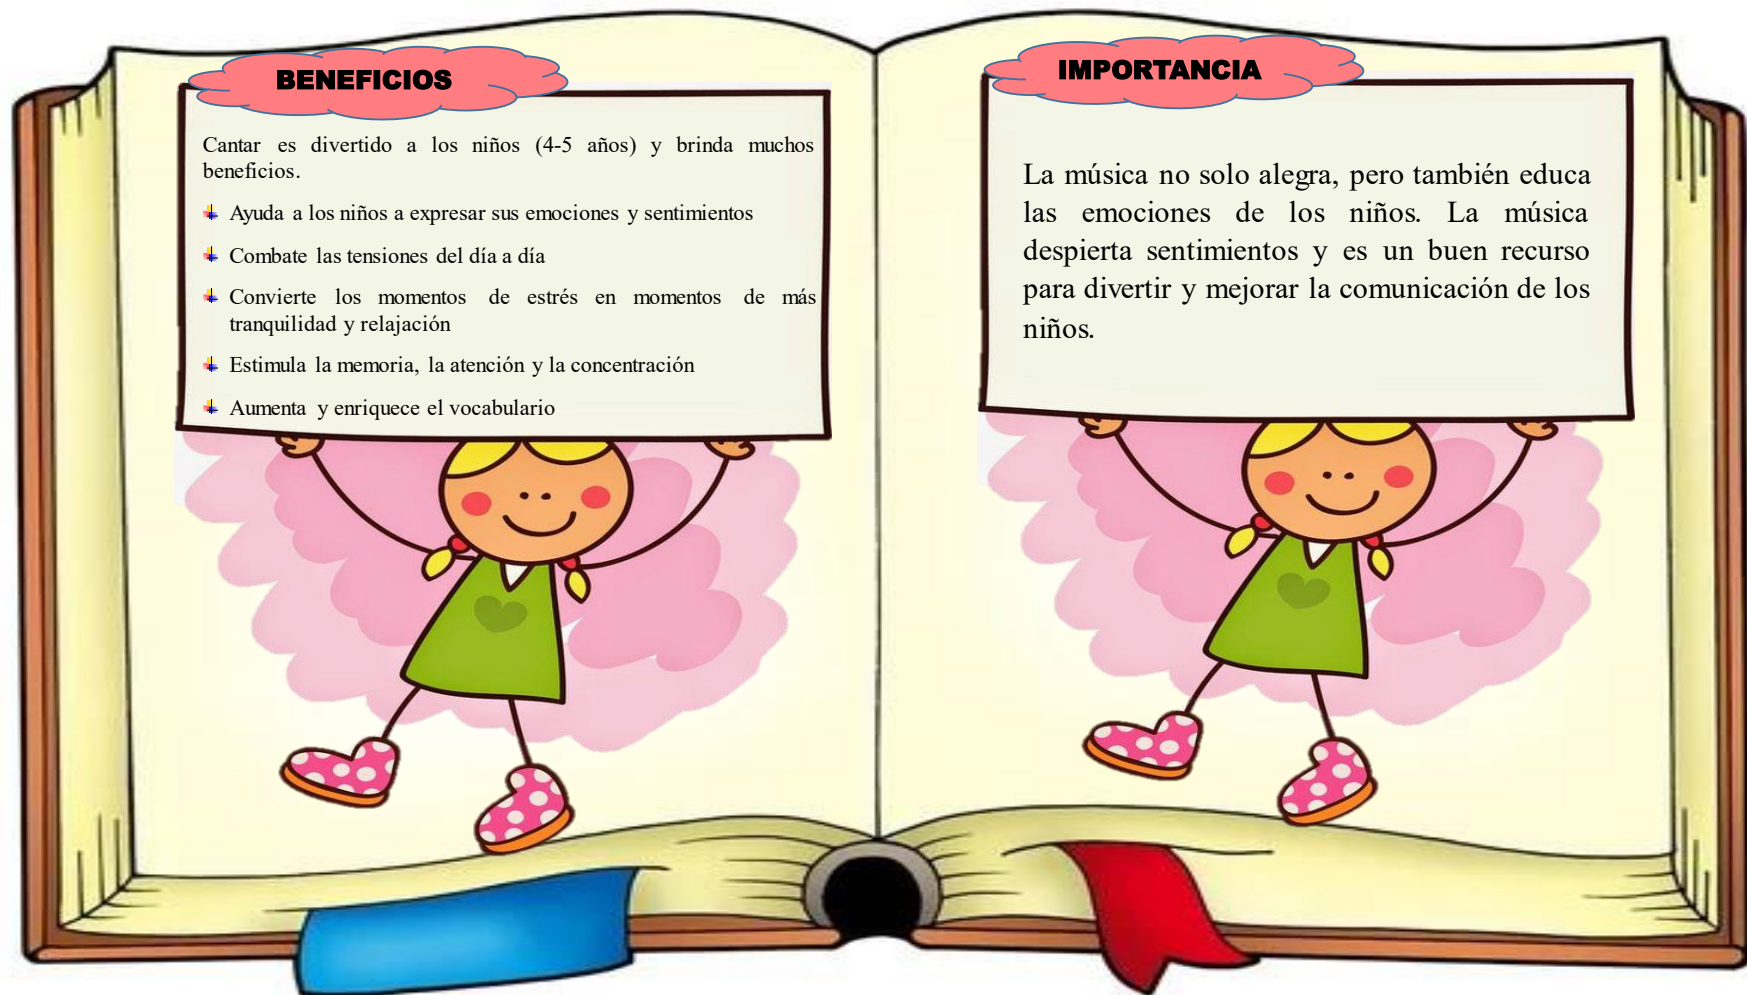 BENEFICIOS
Cantar es divertido a los niños (4-5 años) y brinda muchos
beneficios.
Ayuda a los niños a expresar sus emociones y sentimientos
Combate las tensiones del día a día
Convierte los momentos de estrés en momentos de más
tranquilidad y relajación
Estimula la memoria, la atención y la concentración
Aumenta y enriquece el vocabulario
IMPORTANCIA
La música no solo alegra, pero también educa
las emociones de los niños. La música
despierta sentimientos y es un buen recurso
para divertir y mejorar la comunicación de los
niños.